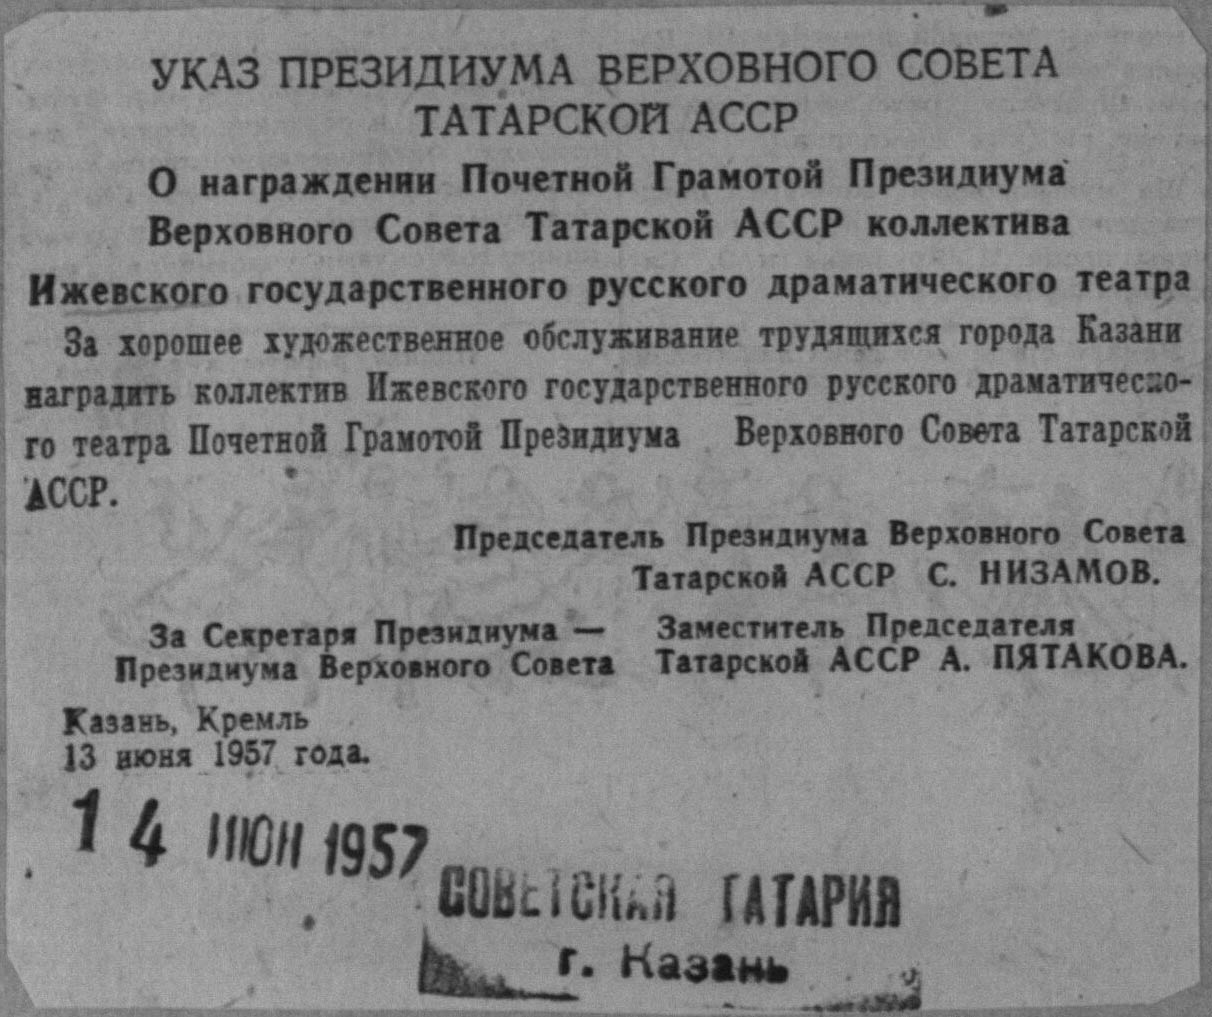 УКАЗ ПРЕЗИДИУМА ВЕРХОВНОГО СОВЕТА
ТАТАРСКОЙ АССР
О награждении Почетной Грамотой Президиума
Верховного Совета Татарской АССР коллектива
Ижевского государственного русского драматического театра
За хорошее художественное обслуживание трудящихся города Казани
наградить коллектив Ижевского государственного русского драматическо-
го театра Почетной Грамотой Президиума Верховного Совета Татарской
АССР.
Председатель Президиума Верховного Совета
Татарской АССР С. НИЗАМОВ.
За Секретаря Президиума — Заместитель Председателя
Президиума Верховного Совета Татарской АССР А. ПЯТАКОВА.
Казань, Кремль
13 июня 1957 года.
14 ИЮН 1957
СОВЕТСКАЯ ТАТАРИЯ
г. Казань